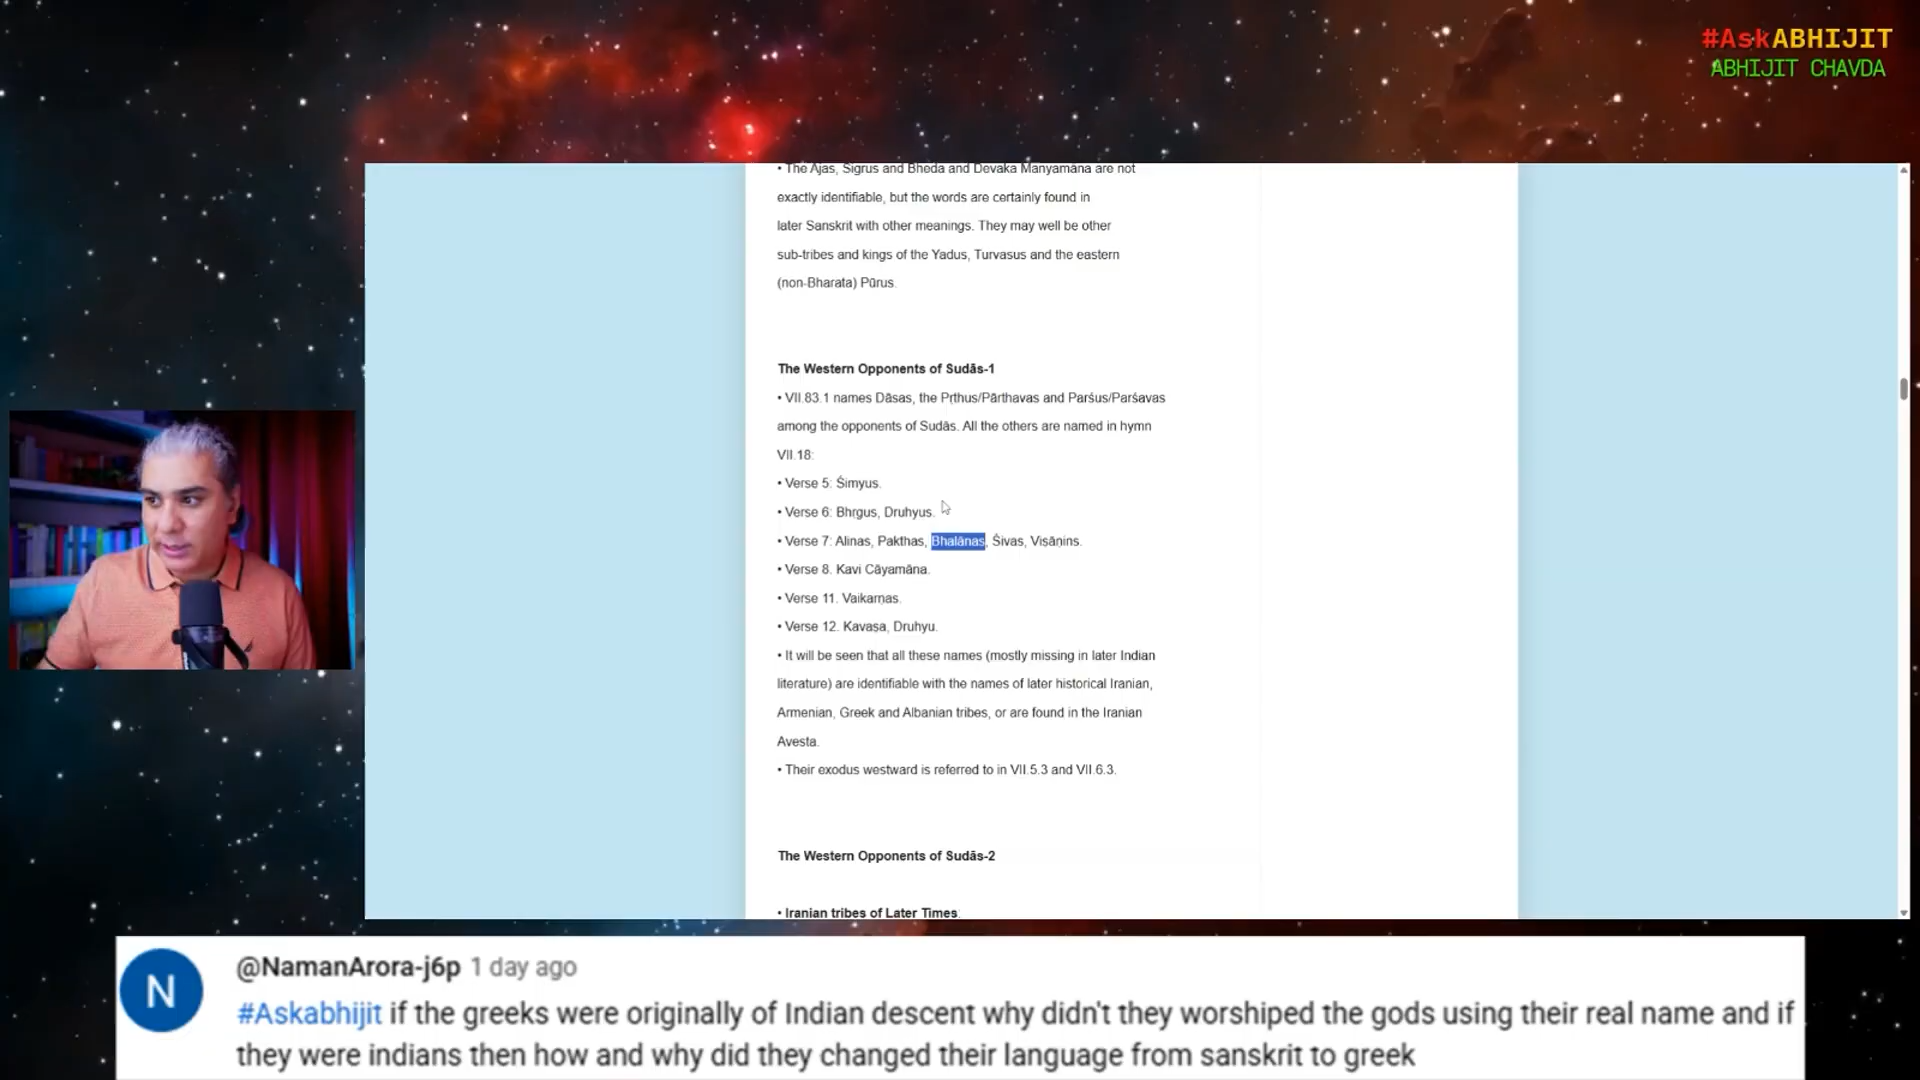 #AskABHIJIT
ABHIJIT CHAVDA
• The Ajas, Sigrus and Bheda and Devaka Manyamāna are not
exactly identifiable, but the words are certainly found in
later Sanskrit with other meanings. They may well be other
sub-tribes and kings of the Yadus, Turvasus and the eastern
(non-Bharata) Pūrus.
The Western Opponents of Sudās-1
• VII.83.1 names Dāsas, the Pṛthus/Pārthavas and Parśus/Parśavas
among the opponents of Sudās. All the others are named in hymn
VII.18:
• Verse 5: Śimyus.
• Verse 6: Bhṛgus, Druhyus.
• Verse 7: Alinas, Pakthas, Bhalānas, Śivas, Viṣāṇins.
• Verse 8. Kavi Cāyamāna.
• Verse 11. Vaikarṇas.
• Verse 12. Kavaṣa, Druhyu.
• It will be seen that all these names (mostly missing in later Indian
literature) are identifiable with the names of later historical Iranian,
Armenian, Greek and Albanian tribes, or are found in the Iranian
Avesta.
• Their exodus westward is referred to in VII.5.3 and VII.6.3.
The Western Opponents of Sudās-2
• Iranian tribes of Later Times:
N
@NamanArora-j6p 1 day ago
#Askabhijit if the greeks were originally of Indian descent why didn't they worshiped the gods using their real name and if
they were indians then how and why did they changed their language from sanskrit to greek